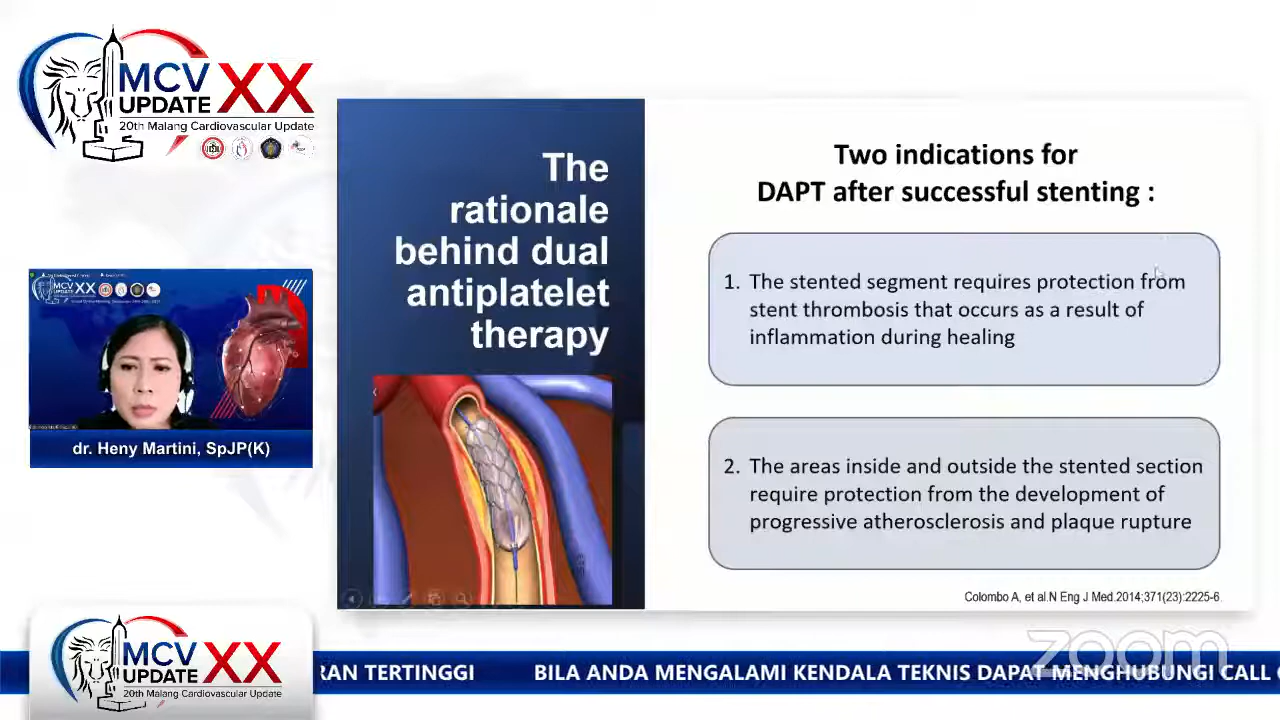 MCV XX
UPDATE
20th Malang Cardiovascular Update
The
rationale
behind dual
antiplatelet
therapy
Two indications for
DAPT after successful stenting :
1. The stented segment requires protection from
stent thrombosis that occurs as a result of
inflammation during healing
2. The areas inside and outside the stented section
require protection from the development of
progressive atherosclerosis and plaque rupture
Colombo A, et al.N Eng J Med.2014;371(23):2225-6.
MCV XX
UPDATE
dr. Heny Martini, SpJP(K)
MCV XX
UPDATE
20th Malang Cardiovascular Update
RAN TERTINGGI BILA ANDA MENGALAMI KENDALA TEKNIS DAPAT MENGHUBUNGI CALL
zoom